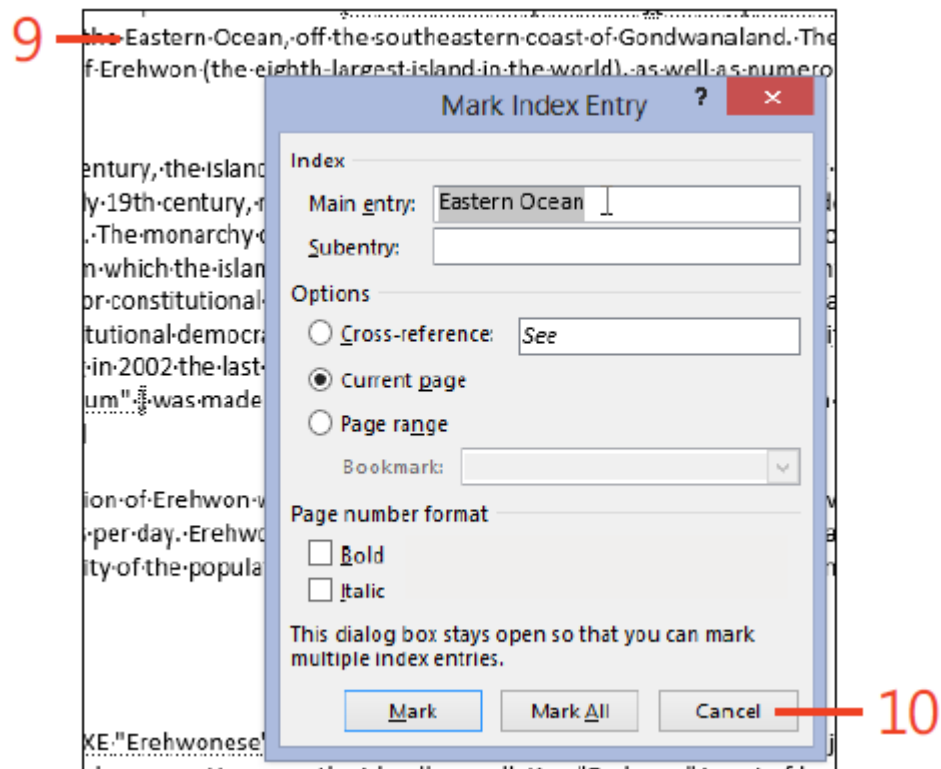 9
the·Eastern·Ocean,·off·the·southeastern·coast·of·Gondwanaland.·The
f·Erehwon·(the·eighth-largest·island·in·the·world),·as·well·as·numero
Mark Index Entry ? ×
Index
entury,·the·island
Main entry: Eastern Ocean
ly·19th·century,·
.·The·monarchy·
Subentry:
n·which·the·islan
Options
or·constitutional·
Cross-reference: See
tutional·democra
·in·2002·the·last·
Current page
um"·was·made
Page range
Bookmark:
ion·of·Erehwon·
Page number format
s·per·day.·Erehwo
Bold
ity·of·the·popula
Italic
This dialog box stays open so that you can mark
multiple index entries.
Mark Mark All Cancel
10
XE·"Erehwonese"